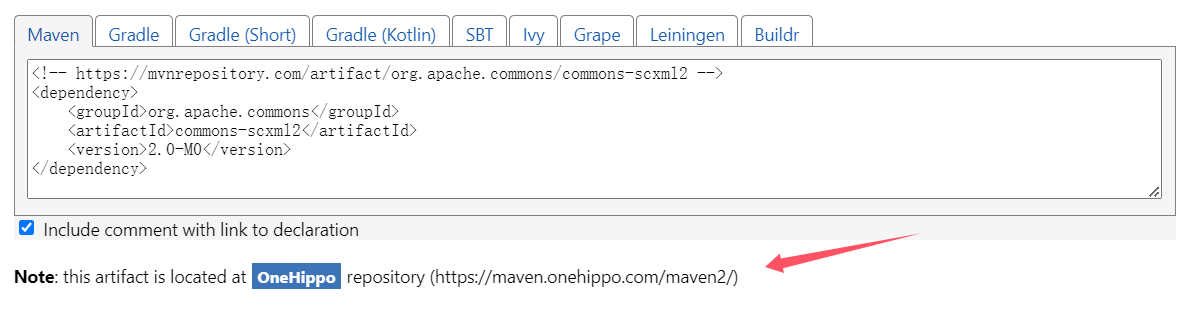 Maven Gradle Gradle (Short) Gradle (Kotlin) SBT Ivy Grape Leiningen Buildr
<!-- https://mvnrepository.com/artifact/org.apache.commons/commons-scxml2 -->
<dependency>
    <groupId>org.apache.commons</groupId>
    <artifactId>commons-scxml2</artifactId>
    <version>2.0-M0</version>
</dependency>
Include comment with link to declaration
Note: this artifact is located at OneHippo repository (https://maven.onehippo.com/maven2/)